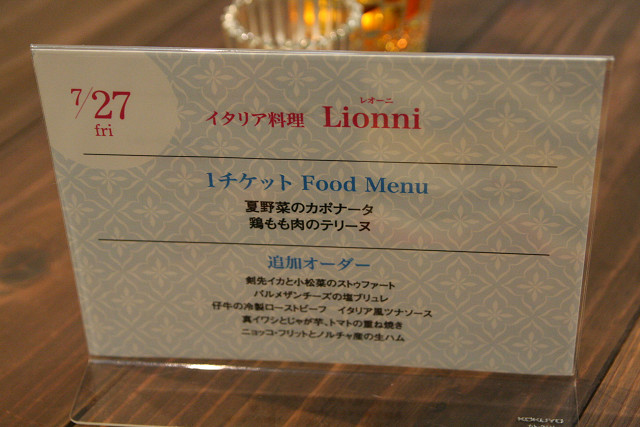 7/27
fri
レオーニ
イタリア料理 Lionni
1チケット Food Menu
夏野菜のカポナータ
鶏もも肉のテリーヌ
追加オーダー
剣先イカと小松菜のストゥファート
パルメザンチーズの塩ブリュレ
仔牛の冷製ローストビーフ イタリア風ツナソース
真イワシとじゃが芋、トマトの重ね焼き
ニョッコ・フリットとノルチャ産の生ハム
KOKUYO